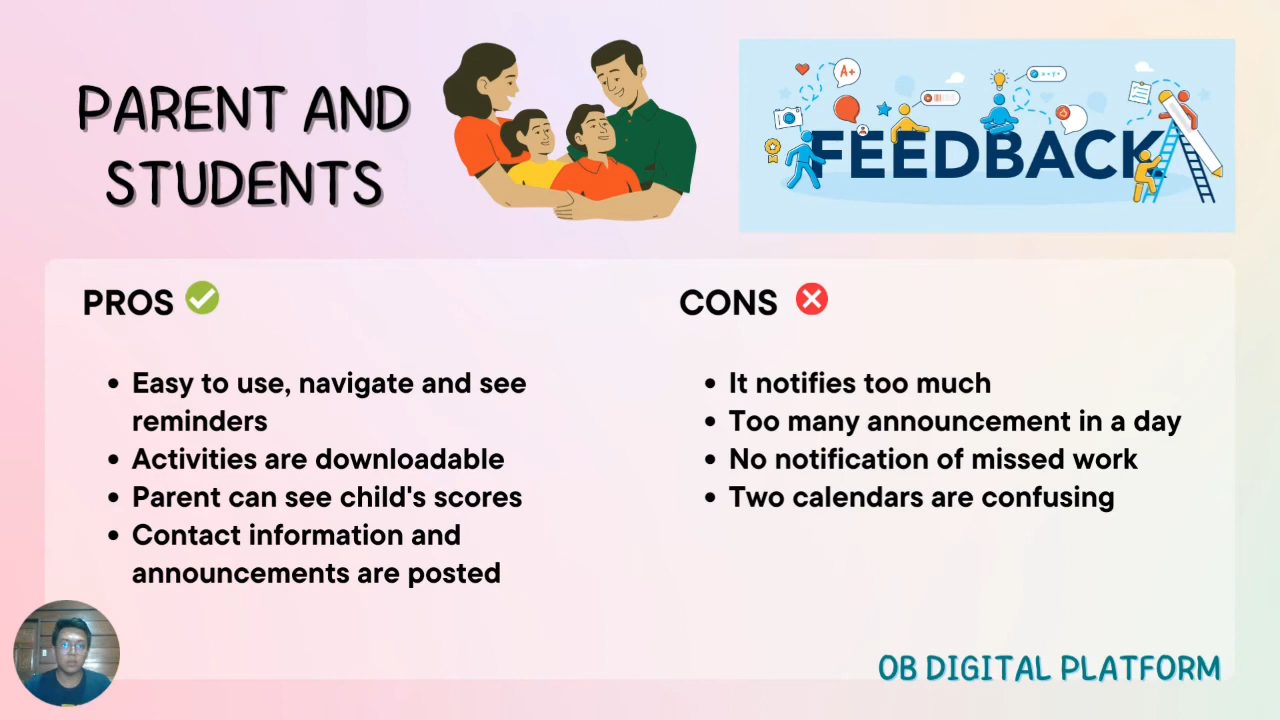 PARENT AND
STUDENTS
A+
FEEDBACK
PROS
Easy to use, navigate and see
reminders
Activities are downloadable
Parent can see child's scores
Contact information and
announcements are posted
CONS
It notifies too much
Too many announcement in a day
No notification of missed work
Two calendars are confusing
OB DIGITAL PLATFORM